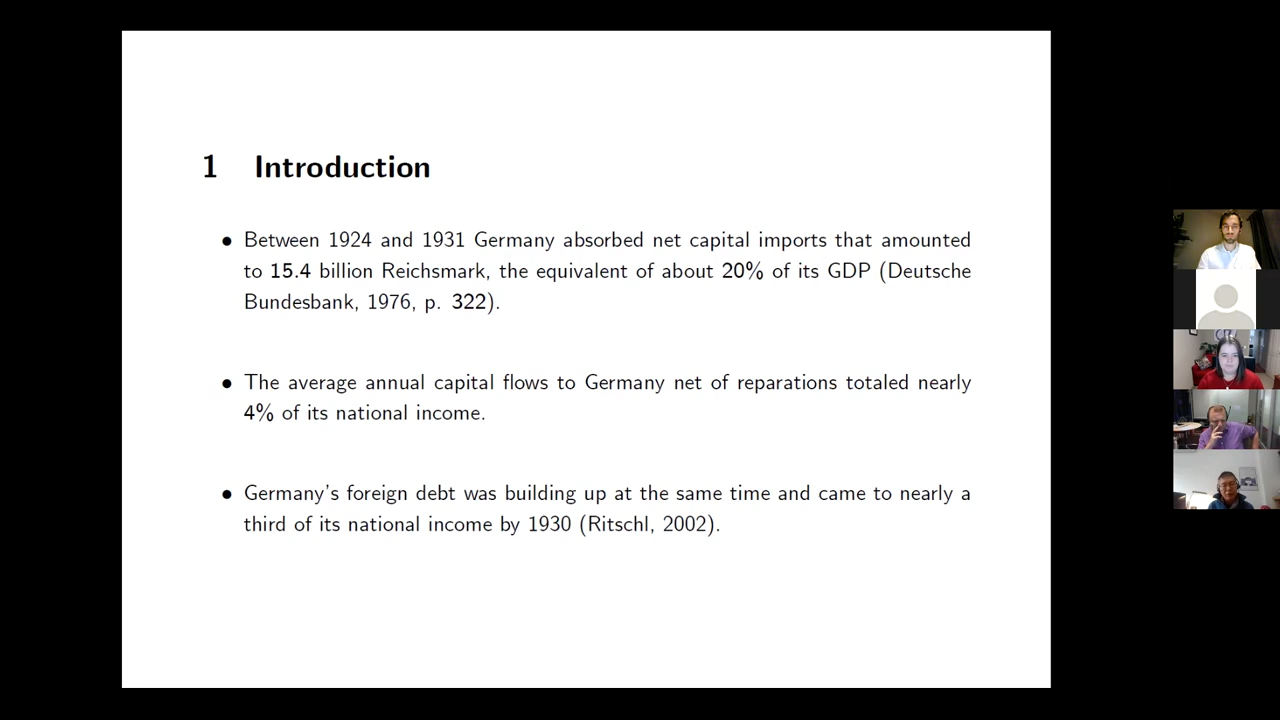 1 Introduction
• Between 1924 and 1931 Germany absorbed net capital imports that amounted
to 15.4 billion Reichsmark, the equivalent of about 20% of its GDP (Deutsche
Bundesbank, 1976, p. 322).
• The average annual capital flows to Germany net of reparations totaled nearly
4% of its national income.
• Germany's foreign debt was building up at the same time and came to nearly a
third of its national income by 1930 (Ritschl, 2002).